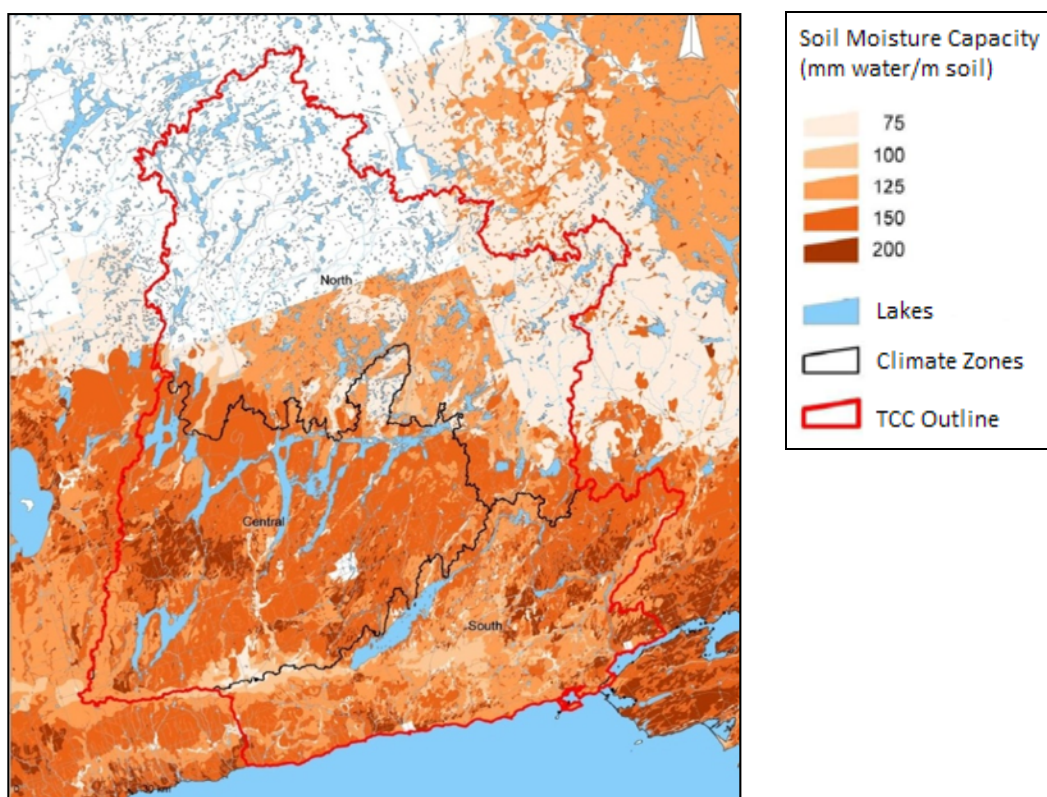 North
Central
South
Soil Moisture Capacity
(mm water/m soil)
75
100
125
150
200
Lakes
Climate Zones
TCC Outline